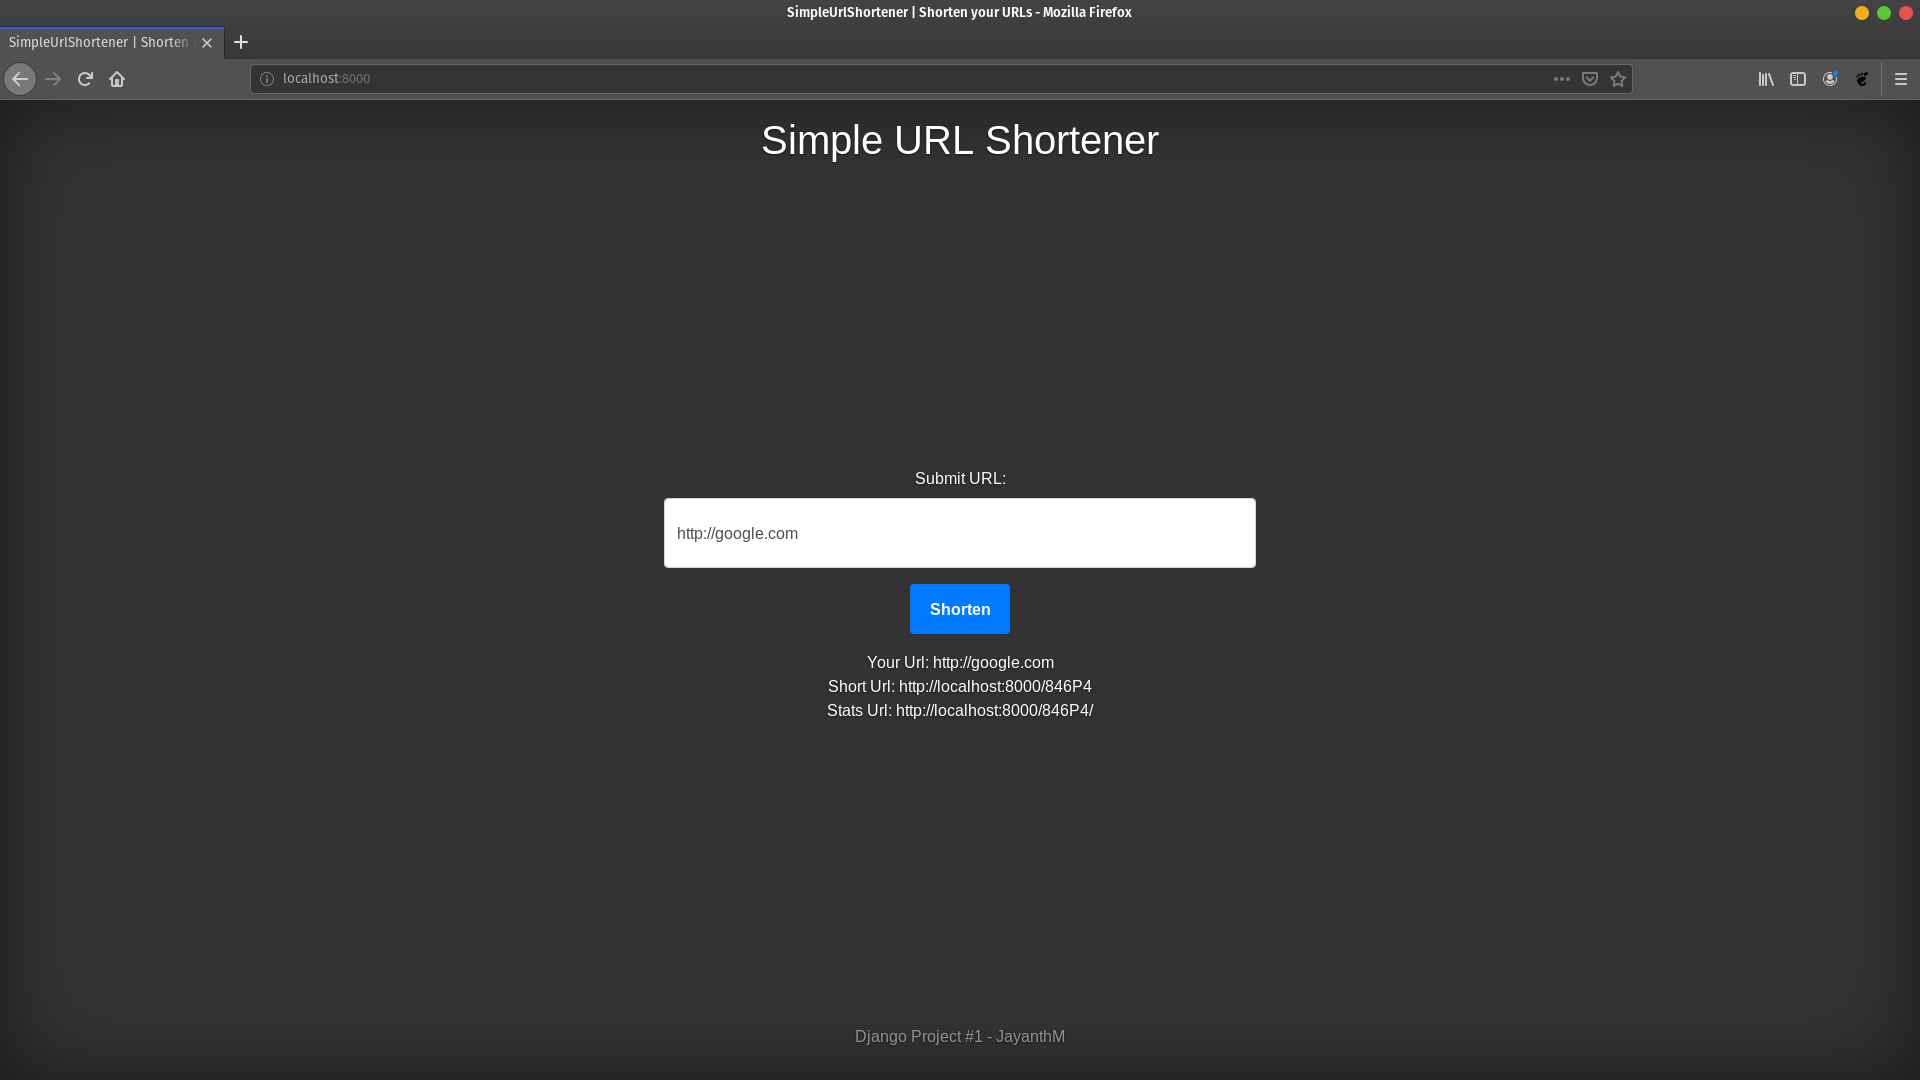 SimpleUrlShortener | Shorten your URLs - Mozilla Firefox
SimpleUrlShortener | Shorten
localhost:8000
Simple URL Shortener
Submit URL:
http://google.com
Shorten
Your Url: http://google.com
Short Url: http://localhost:8000/846P4
Stats Url: http://localhost:8000/846P4/
Django Project #1 - JayanthM